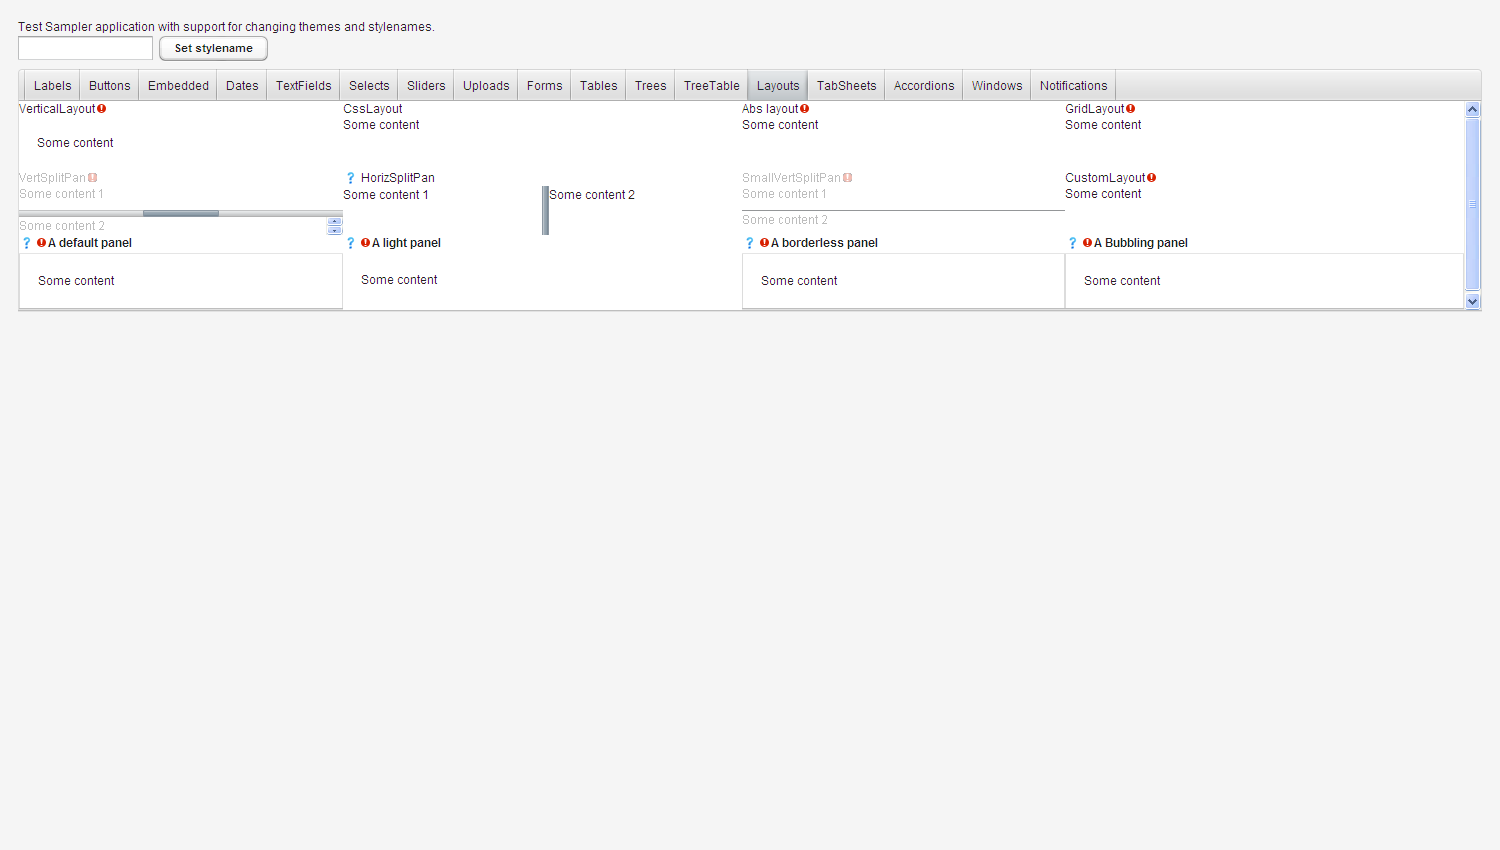 Test Sampler application with support for changing themes and stylenames.
Set stylename
Labels Buttons Embedded Dates TextFields Selects Sliders Uploads Forms Tables Trees TreeTable Layouts TabSheets Accordions Windows Notifications
VerticalLayout CssLayout Abs layout GridLayout
Some content Some content Some content
Some content
VertSplitPan HorizSplitPan SmallVertSplitPan CustomLayout
Some content 1 Some content 1 Some content 2 Some content 1 Some content
Some content 2 Some content 2
A default panel A light panel A borderless panel A Bubbling panel
Some content Some content Some content Some content